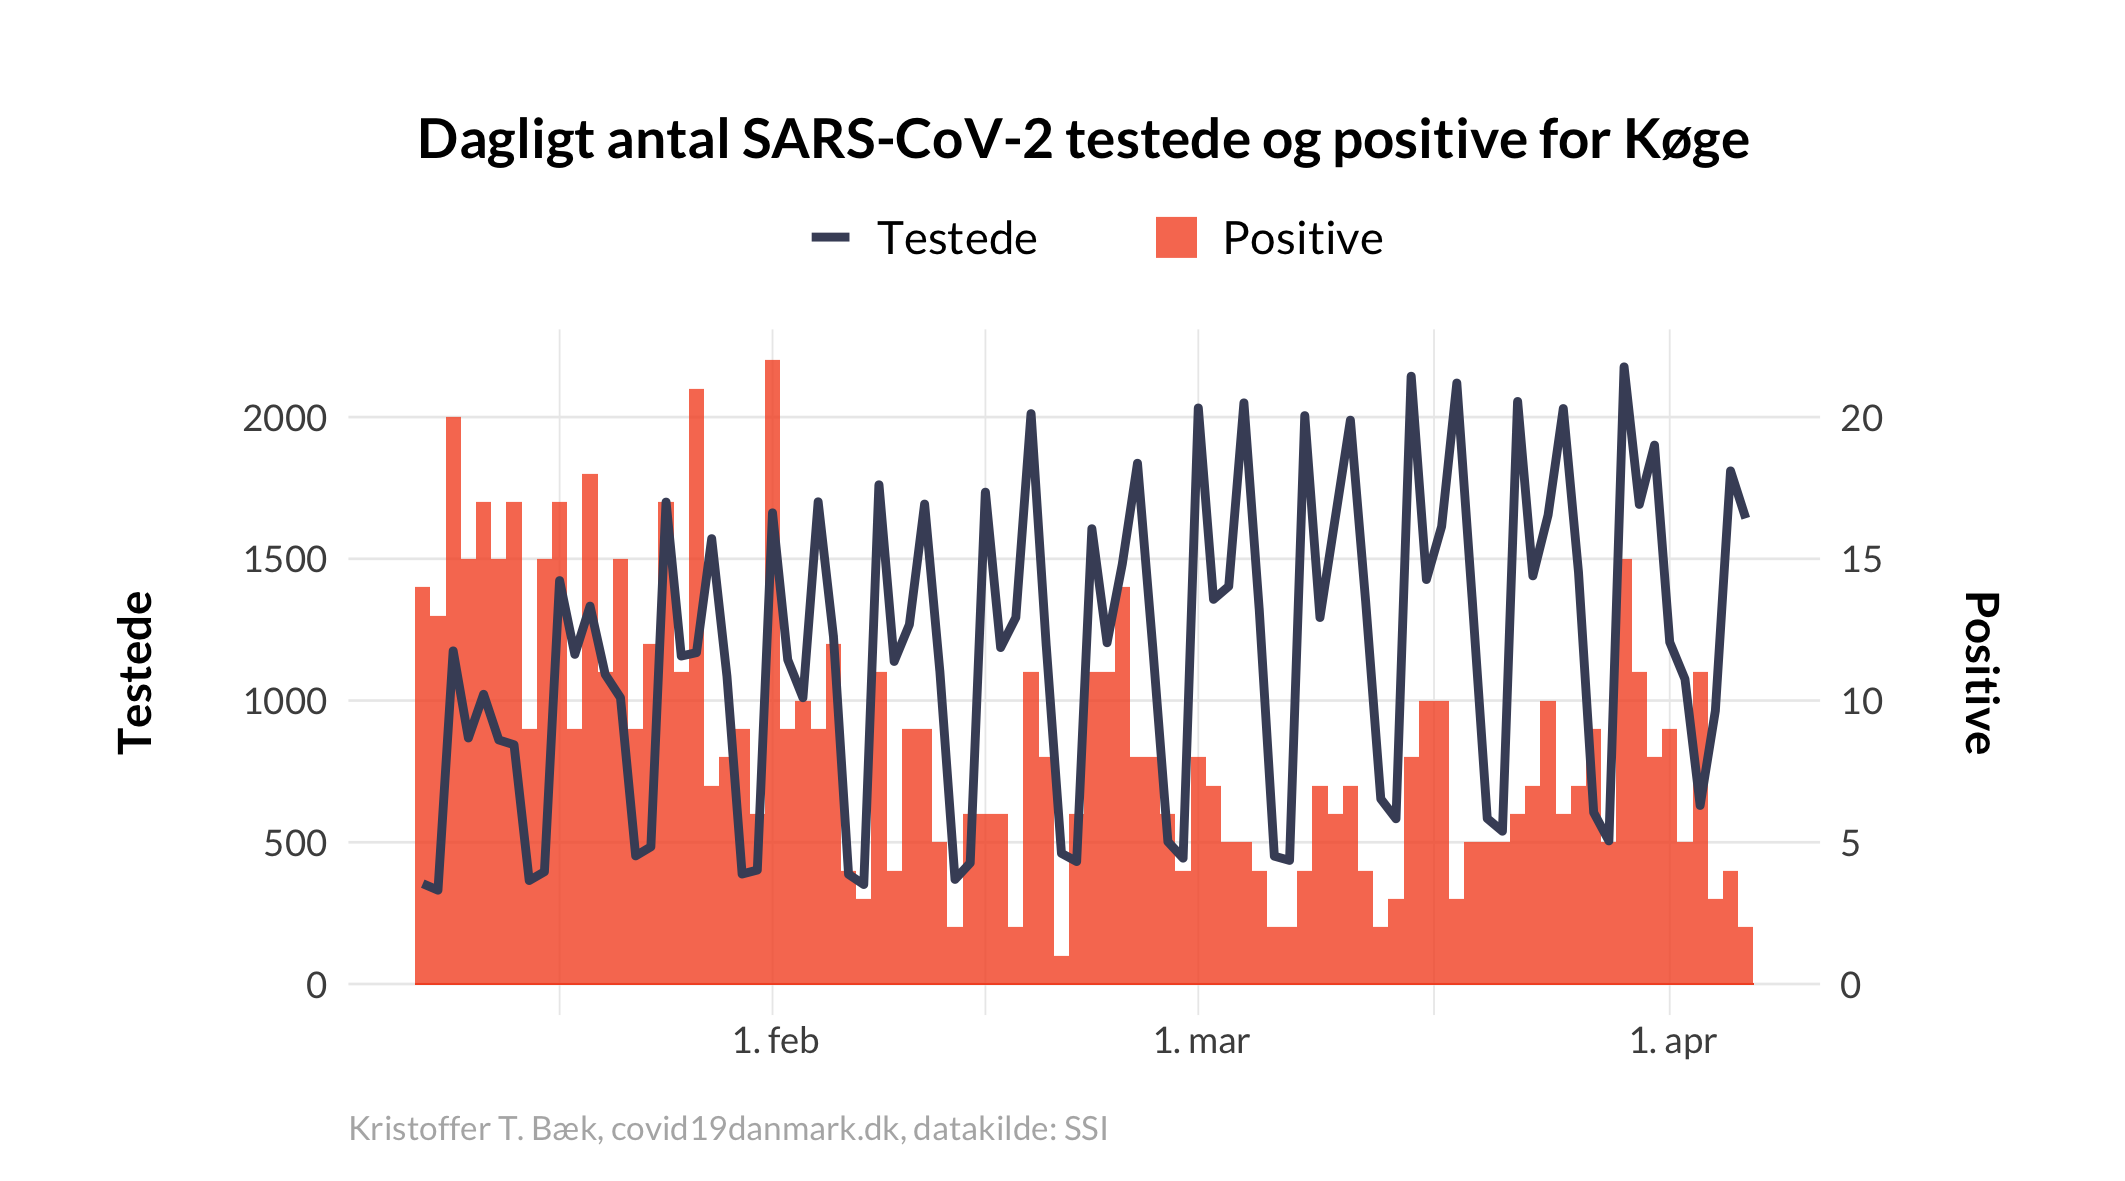 Dagligt antal SARS-CoV-2 testede og positive for Køge
Testede
Positive
2000
1500
1000
500
0
Testede
20
15
10
5
0
Positive
1. feb
1. mar
1. apr
Kristoffer T. Bæk, covid19danmark.dk, datakilde: SSI